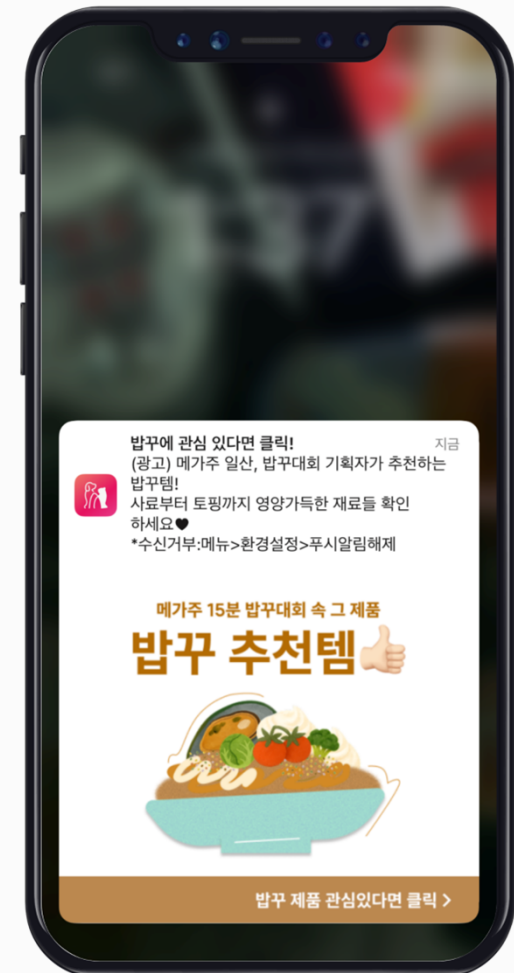 밥꾸에 관심 있다면 클릭!
지금
(광고) 메가주 일산, 밥꾸대회 기획자가 추천하는
밥꾸템!
사료부터 토핑까지 영양가득한 재료들 확인
하세요🖤
*수신거부:메뉴>환경설정>푸시알림해제
메가주 15분 밥꾸대회 속 그 제품
밥꾸 추천템👍🏻
밥꾸 제품 관심있다면 클릭 >